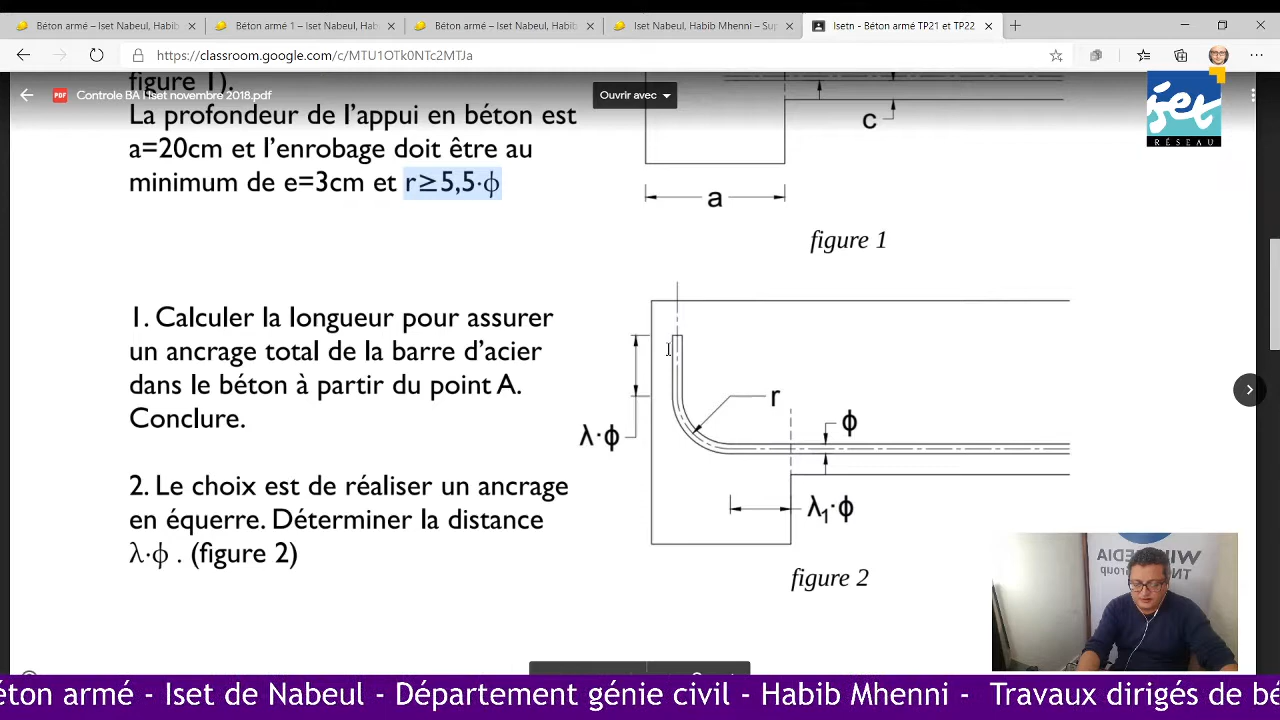 Béton armé – Iset Nabeul, Habib
Béton armé 1 – Iset Nabeul, Hab
Béton armé – Iset Nabeul, Habib
Iset Nabeul, Habib Mhenni – Sup
Isetn - Béton armé TP21 et TP22
https://classroom.google.com/c/MTU1OTk0NTc2MTJa
figure 1).
Controle BA I Iset novembre 2018.pdf
PDF
Ouvrir avec
iset
RÉSEAU
La profondeur de l'appui en béton est
a=20cm et l'enrobage doit être au
minimum de e=3cm et r≥5,5·ϕ
c
a
figure 1
1. Calculer la longueur pour assurer
un ancrage total de la barre d'acier
dans le béton à partir du point A.
Conclure.
2. Le choix est de réaliser un ancrage
en équerre. Déterminer la distance
λ·ϕ . (figure 2)
r
ϕ
λ·ϕ
λ₁·ϕ
figure 2
WIKIMEDIA
TN
Group
éton armé - Iset de Nabeul - Département génie civil - Habib Mhenni - Travaux dirigés de bé